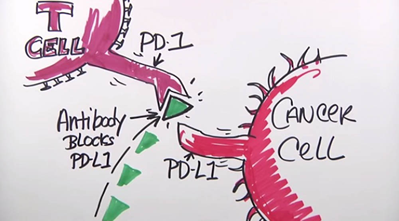 T
CELL
PD-1
Antibody
BLOCKS
PD-L1
PD-L1
CANCER
CELL